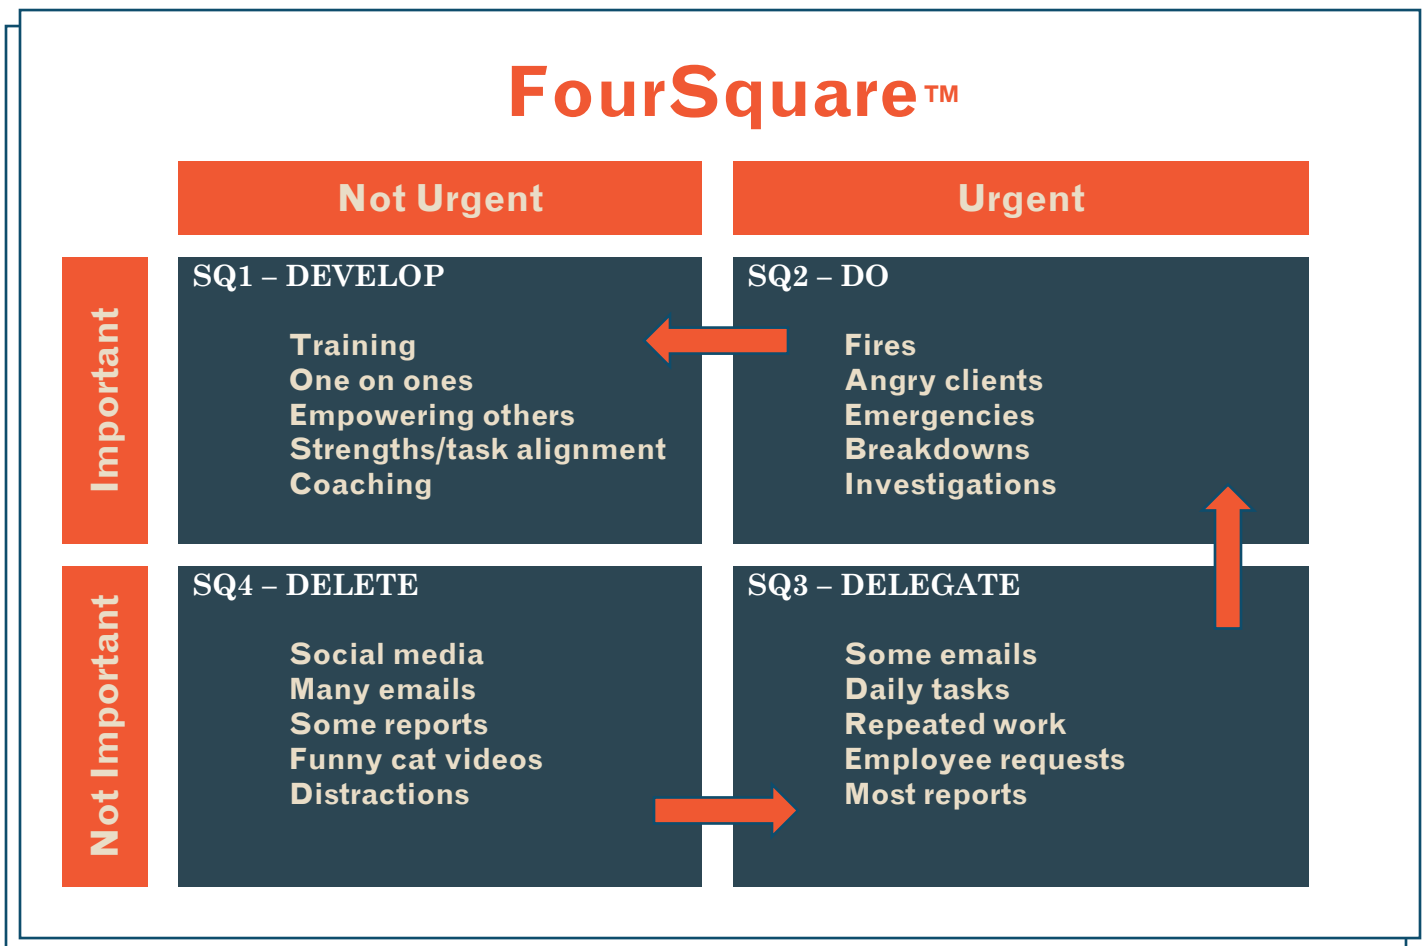 FourSquare™
Not Urgent
Urgent
Important
SQ1 – DEVELOP
Training
One on ones
Empowering others
Strengths/task alignment
Coaching
SQ2 – DO
Fires
Angry clients
Emergencies
Breakdowns
Investigations
Not Important
SQ4 – DELETE
Social media
Many emails
Some reports
Funny cat videos
Distractions
SQ3 – DELEGATE
Some emails
Daily tasks
Repeated work
Employee requests
Most reports